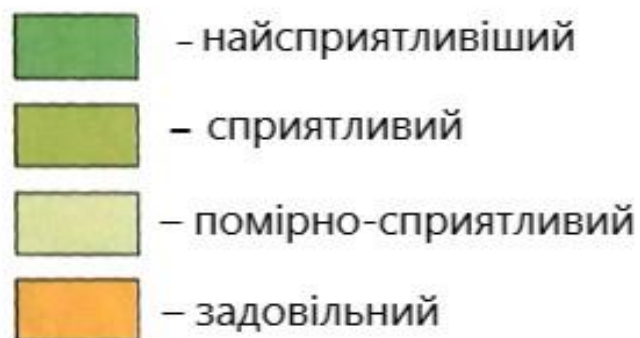 – найсприятливіший
– сприятливий
– помірно-сприятливий
– задовільний